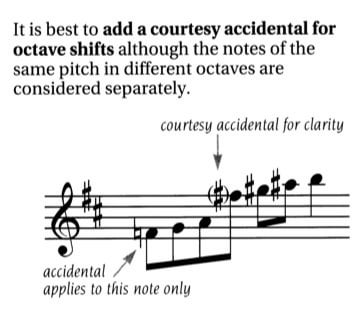 It is best to add a courtesy accidental for
octave shifts although the notes of the
same pitch in different octaves are
considered separately.
courtesy accidental for clarity
accidental
applies to this note only